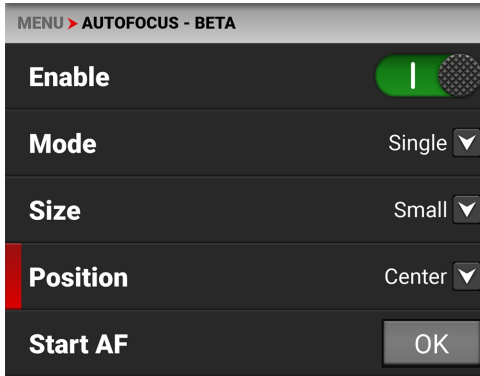 MENU > AUTOFOCUS - BETA
Enable
Mode Single
Size Small
Position Center
Start AF OK